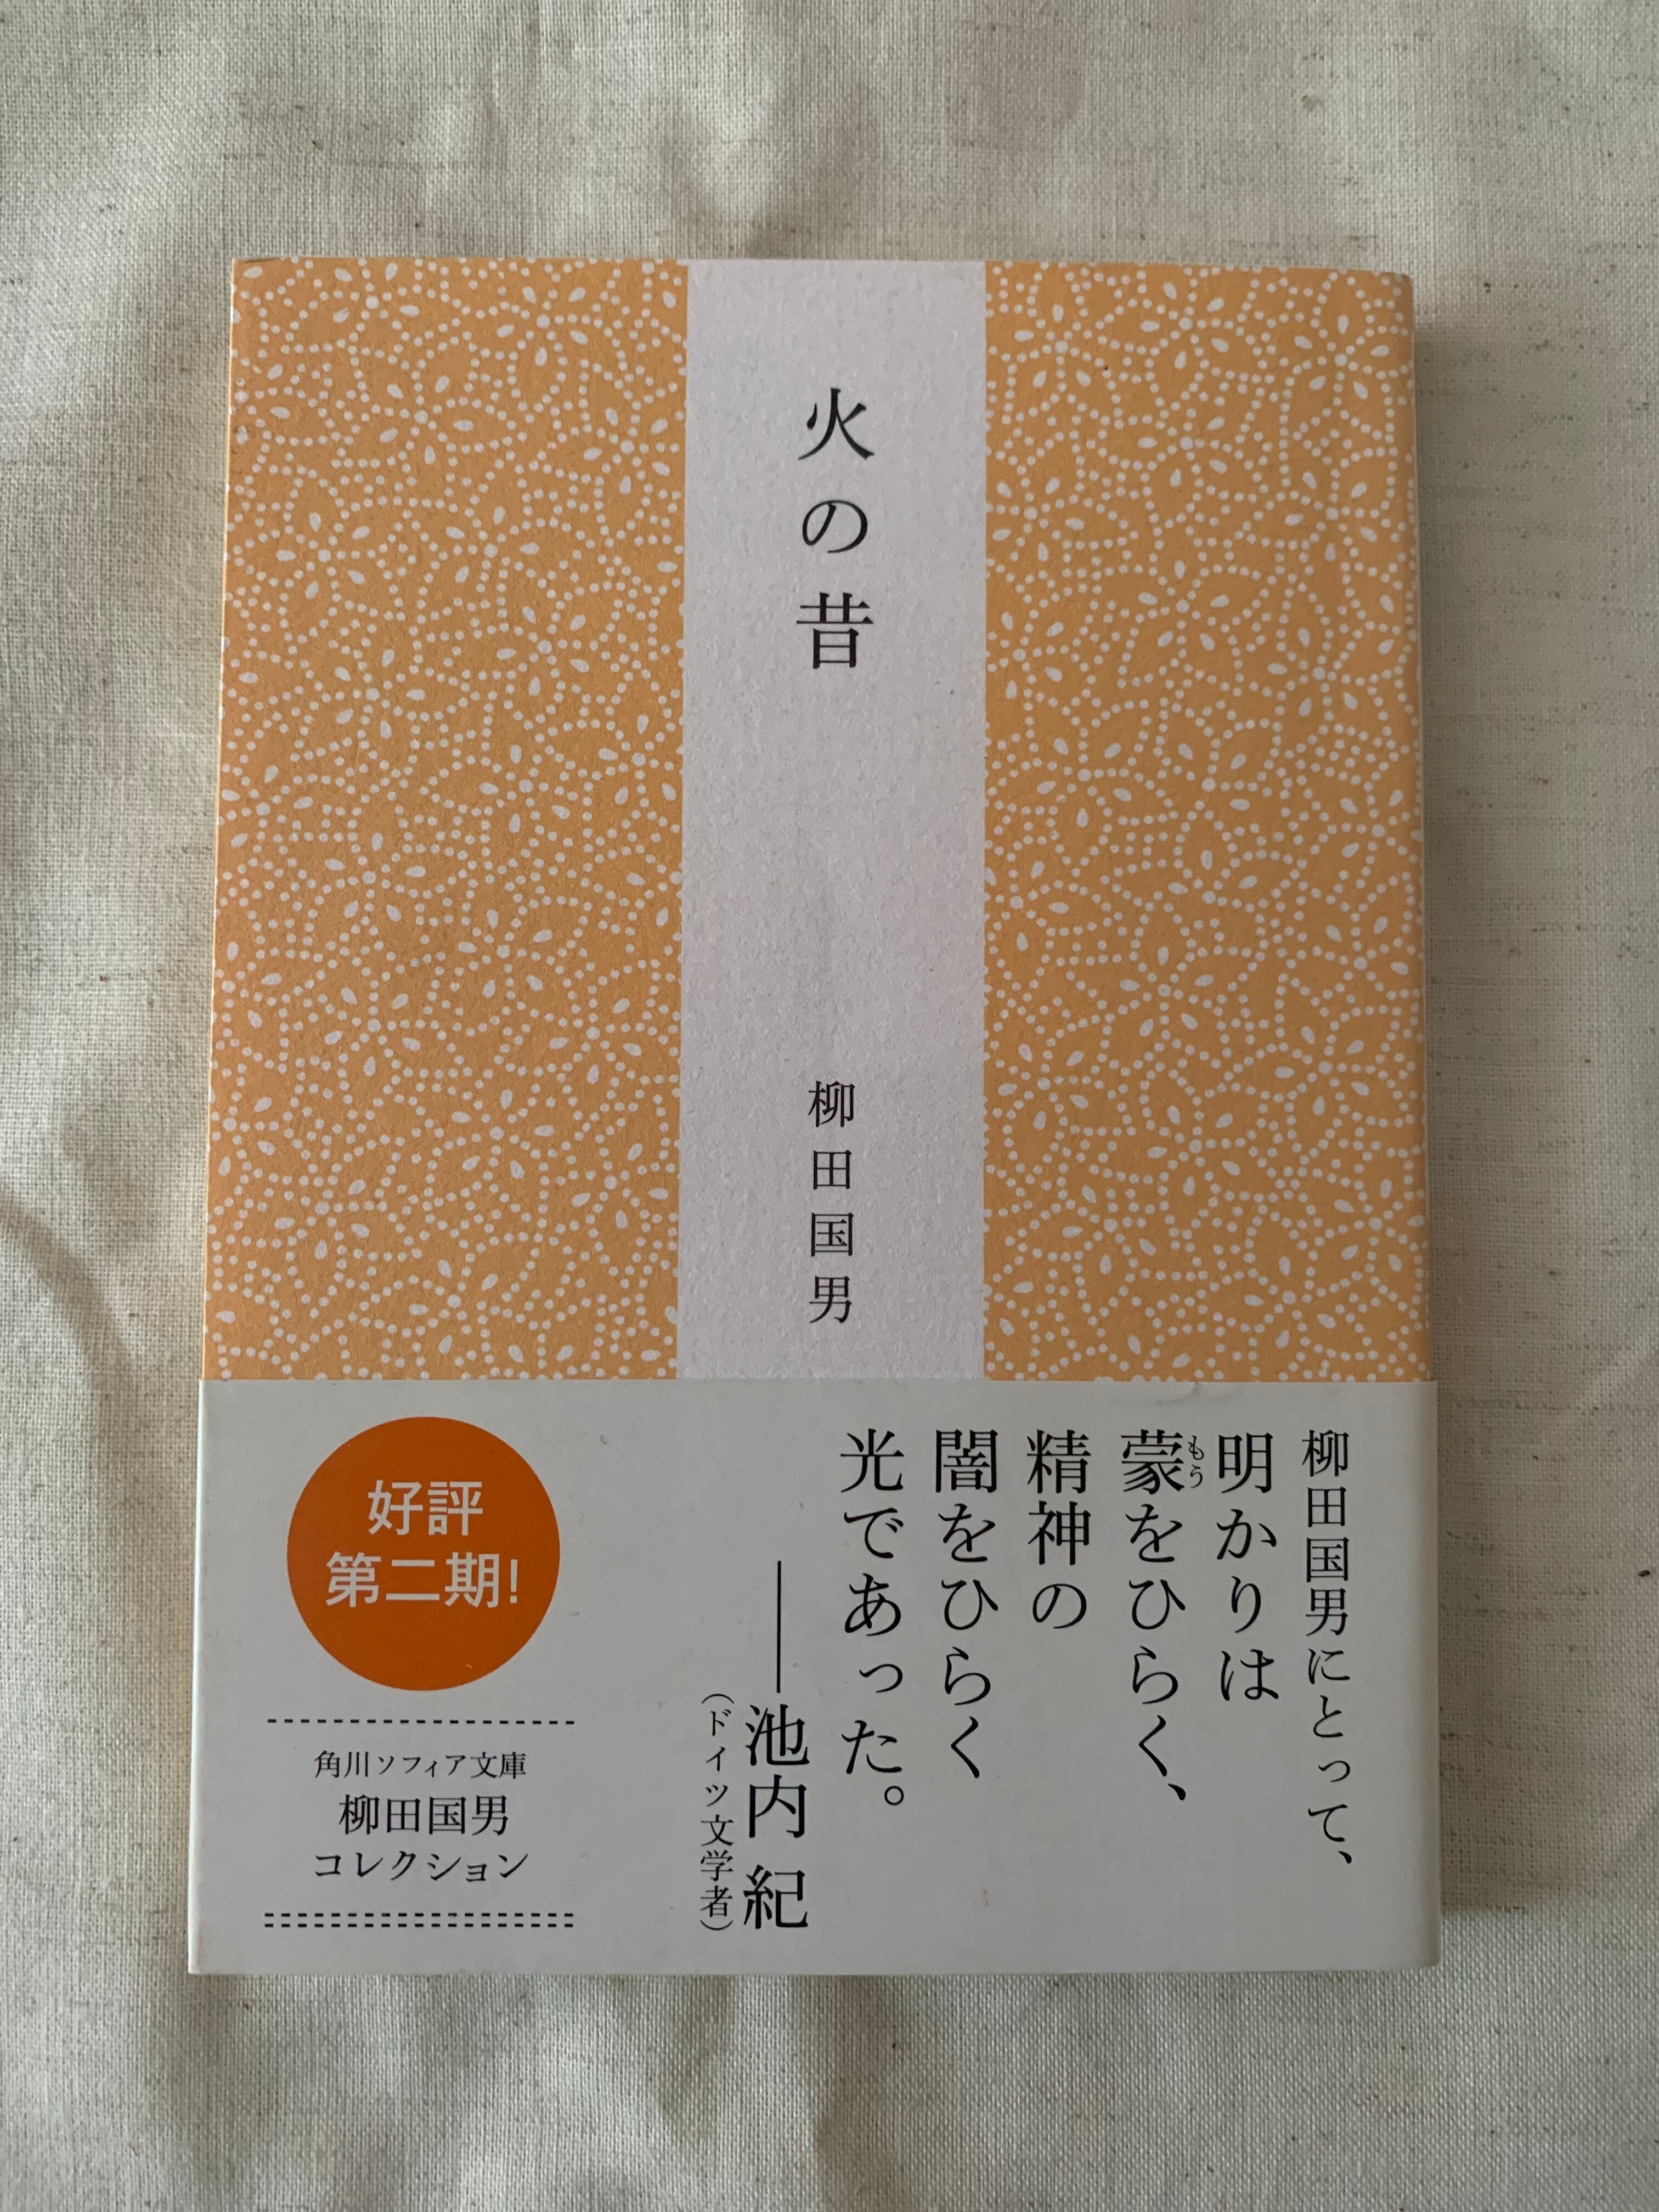 火の昔
柳田国男
柳田国男にとって、
明かりは
蒙をひらく、
もう
精神の
闇をひらく
光であった。
――池内 紀
(ドイツ文学者)
好評
第二期!
角川ソフィア文庫
柳田国男
コレクション